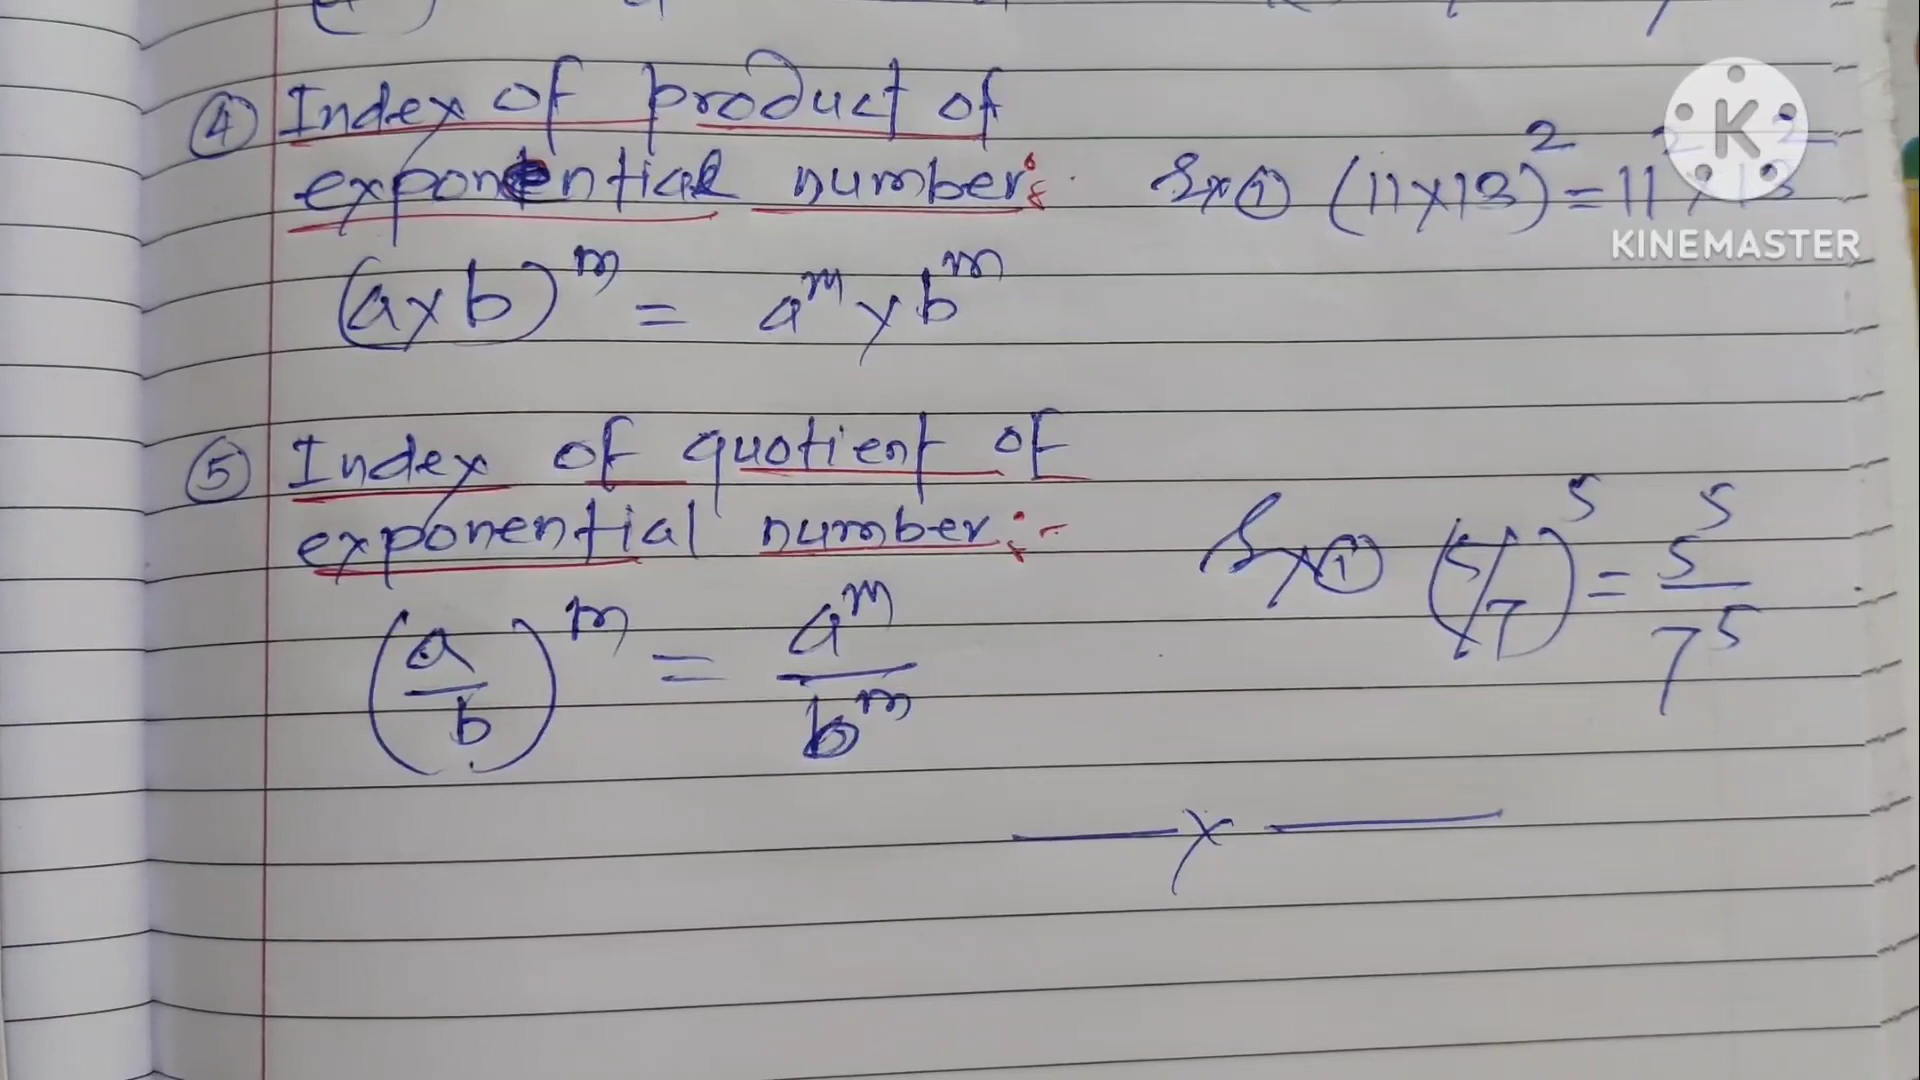 ④ Index of product of
exponential number:
Ex① (11×13)² = 11² × 13²
(a×b)ᵐ = aᵐ × bᵐ
⑤ Index of quotient of
exponential number:-
Ex① (5/7)⁵ = 5⁵/7⁵
(a/b)ᵐ = aᵐ/bᵐ
K
KINEMASTER